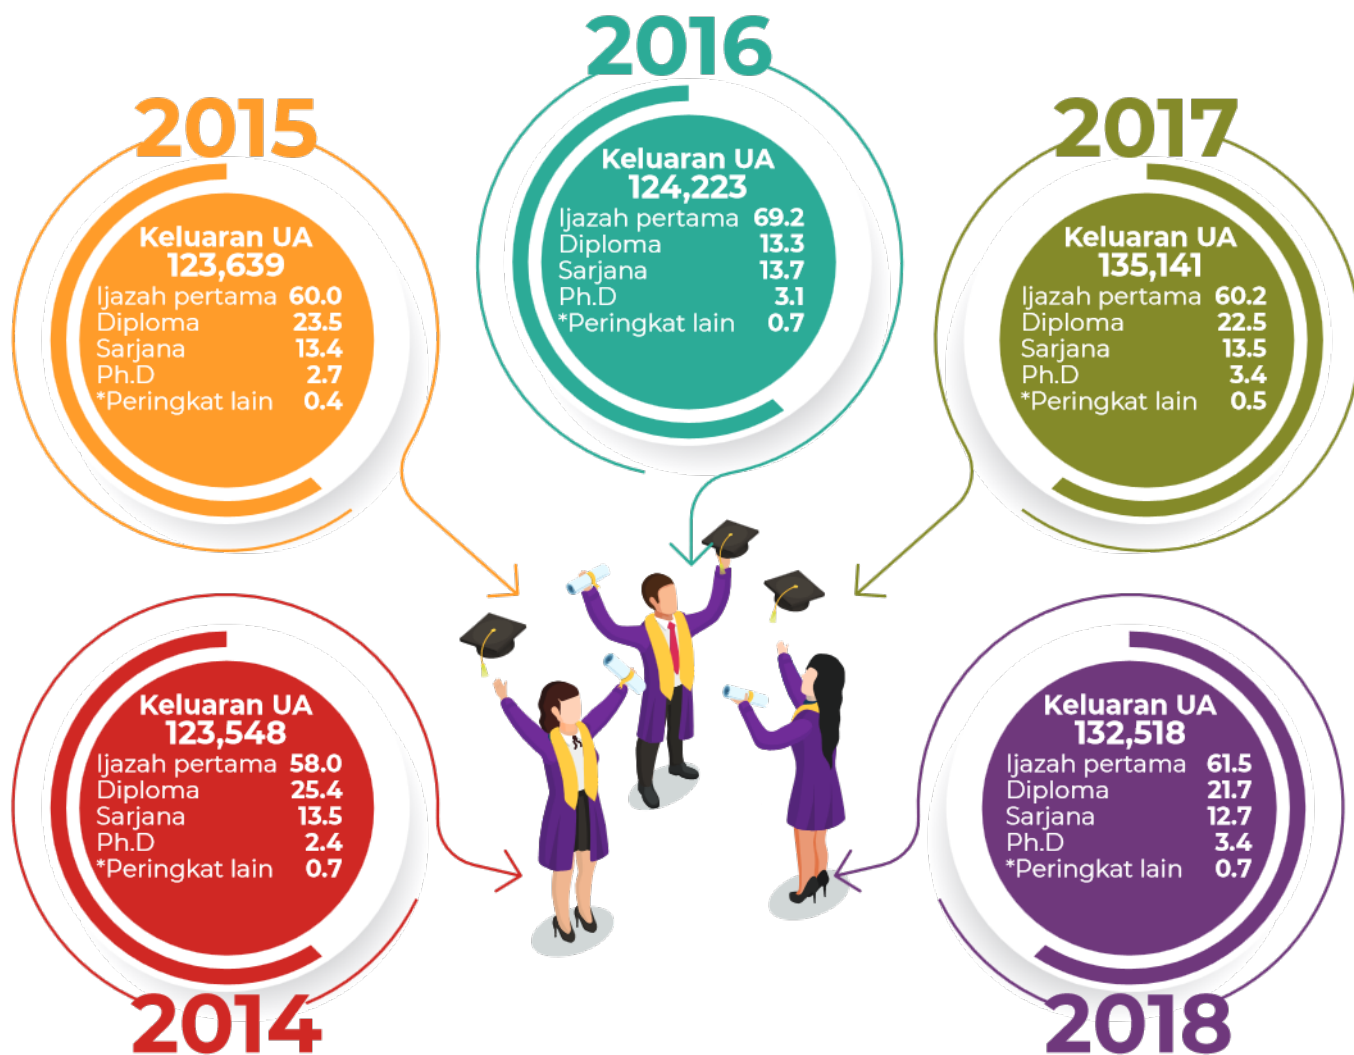 2016
Keluaran UA
124,223
Ijazah pertama 69.2
Diploma 13.3
Sarjana 13.7
Ph.D 3.1
*Peringkat lain 0.7
2015
Keluaran UA
123,639
Ijazah pertama 60.0
Diploma 23.5
Sarjana 13.4
Ph.D 2.7
*Peringkat lain 0.4
2017
Keluaran UA
135,141
Ijazah pertama 60.2
Diploma 22.5
Sarjana 13.5
Ph.D 3.4
*Peringkat lain 0.5
Keluaran UA
123,548
Ijazah pertama 58.0
Diploma 25.4
Sarjana 13.5
Ph.D 2.4
*Peringkat lain 0.7
2014
Keluaran UA
132,518
Ijazah pertama 61.5
Diploma 21.7
Sarjana 12.7
Ph.D 3.4
*Peringkat lain 0.7
2018